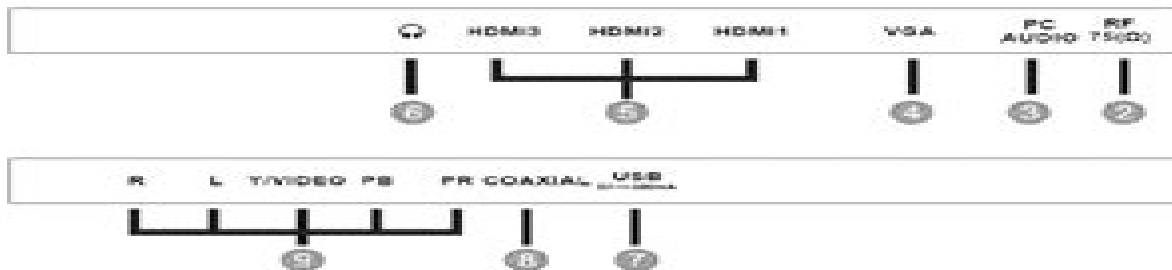 HDMI3 HDMI2 HDMI1 VGA PC AUDIO RF 75(Ω)
6 5 4 3 2
R L Y/VIDEO PB PR COAXIAL USB
9 8 7